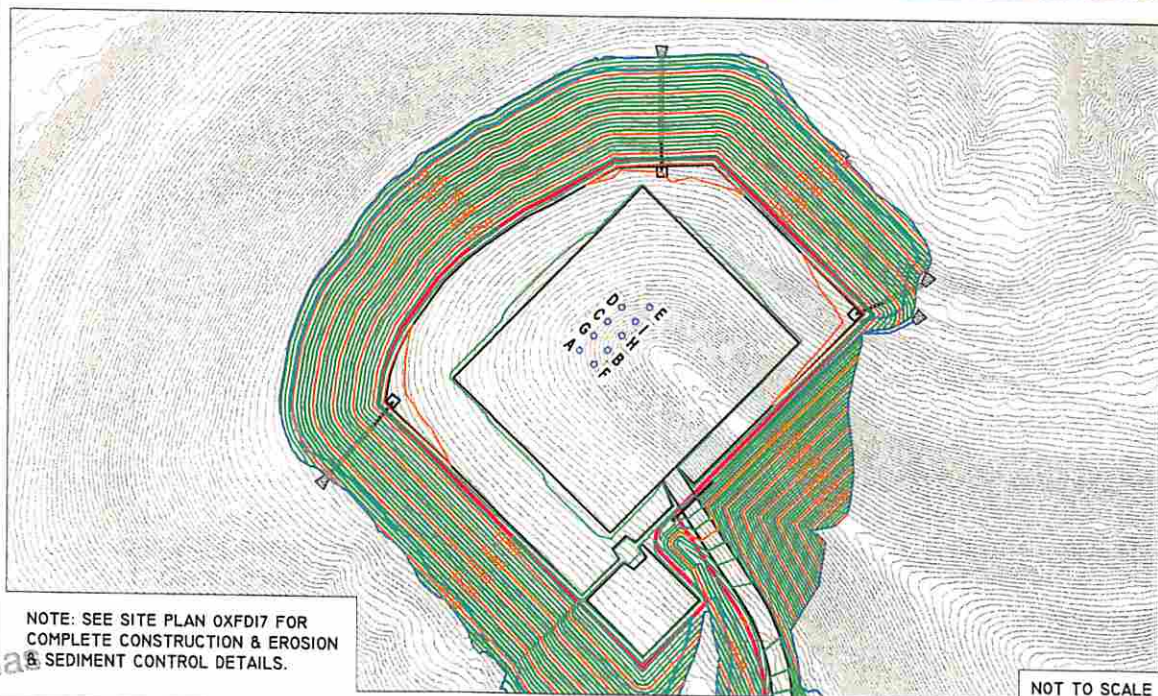 D
C
G
A
E
I
H
B
F
NOTE: SEE SITE PLAN OXFD17 FOR
COMPLETE CONSTRUCTION & EROSION
& SEDIMENT CONTROL DETAILS.
NOT TO SCALE